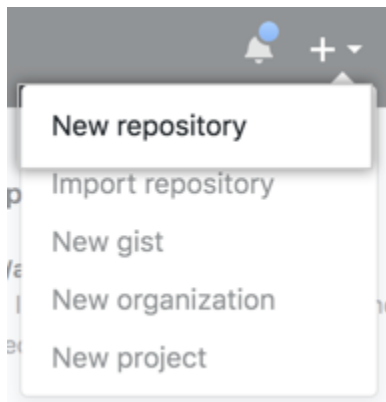 New repository
Import repository
New gist
New organization
New project